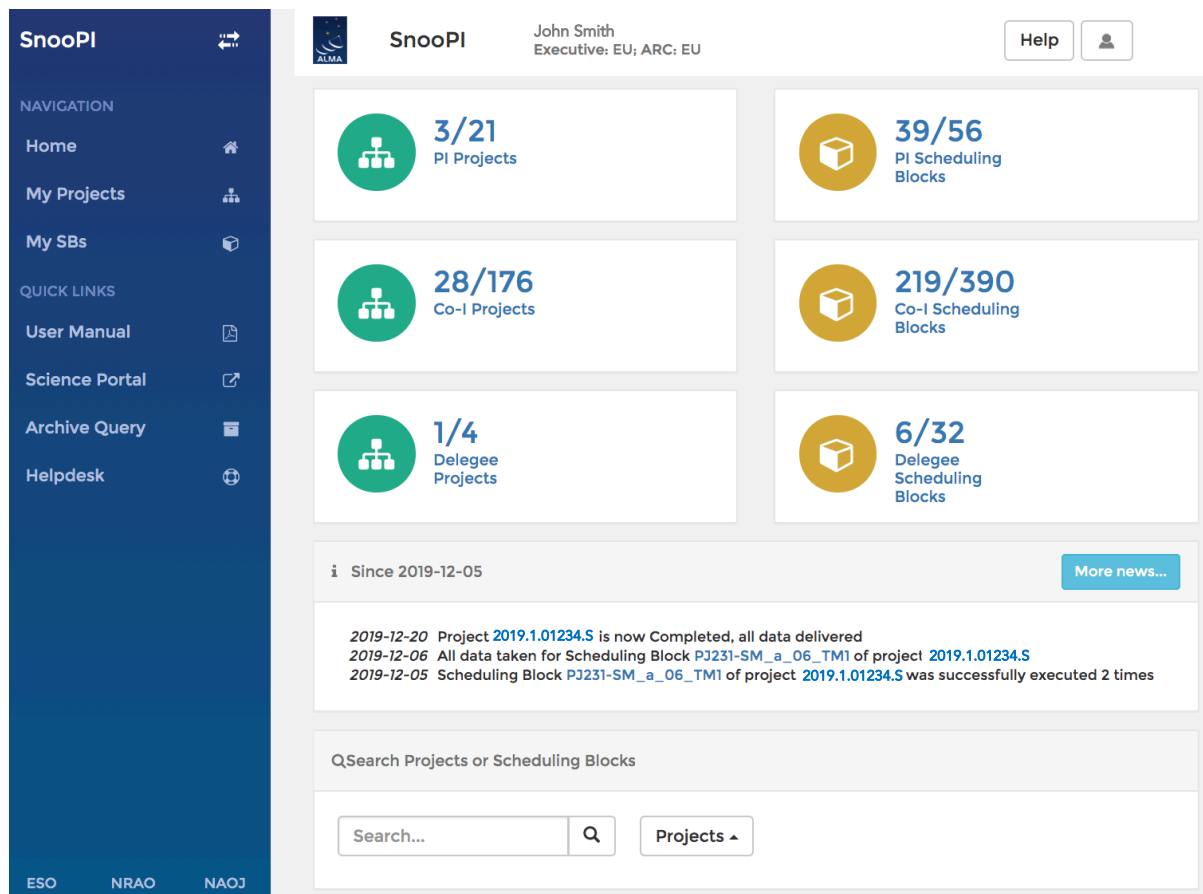 SnooPI
NAVIGATION
Home
My Projects
My SBs
QUICK LINKS
User Manual
Science Portal
Archive Query
Helpdesk
ESO NRAO NAOJ
ALMA
SnooPI
John Smith
Executive: EU; ARC: EU
Help
3/21
PI Projects
39/56
PI Scheduling
Blocks
28/176
Co-I Projects
219/390
Co-I Scheduling
Blocks
1/4
Delegee
Projects
6/32
Delegee
Scheduling
Blocks
Since 2019-12-05
More news...
2019-12-20 Project 2019.1.01234.S is now Completed, all data delivered
2019-12-06 All data taken for Scheduling Block PJ231-SM_a_06_TM1 of project 2019.1.01234.S
2019-12-05 Scheduling Block PJ231-SM_a_06_TM1 of project 2019.1.01234.S was successfully executed 2 times
Search Projects or Scheduling Blocks
Search...
Projects